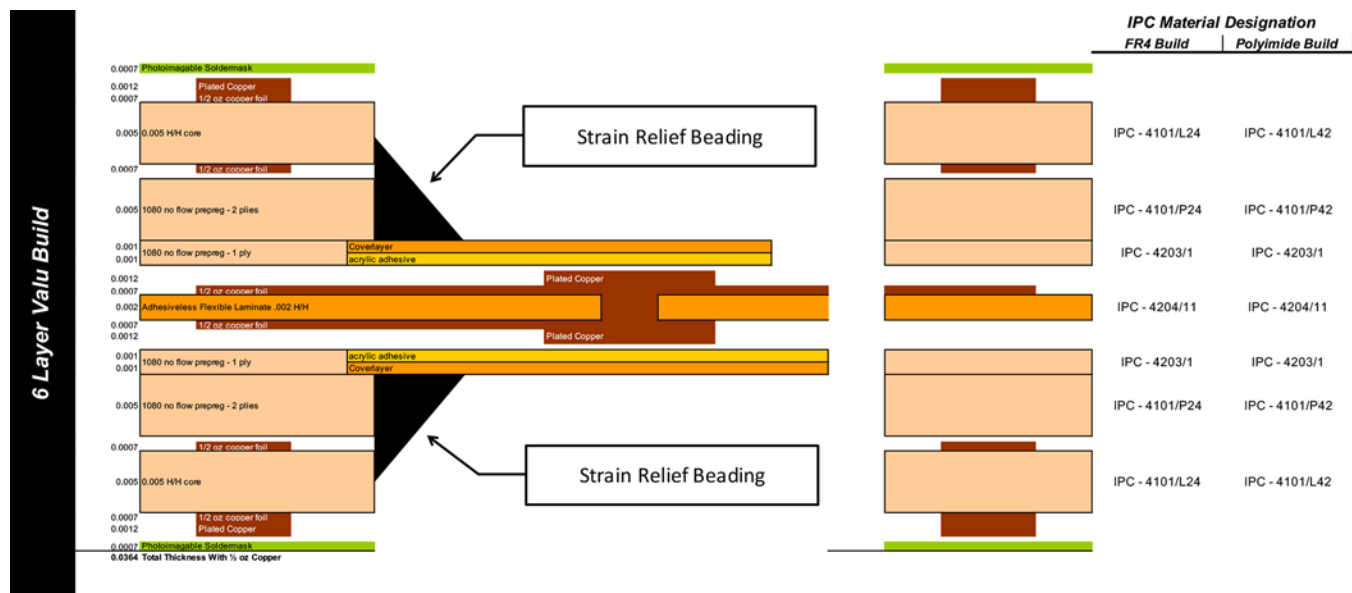 6 Layer Valu Build
IPC Material Designation
FR4 Build Polyimide Build
0.0007 Photoimagable Soldermask
0.0012 Plated Copper
0.0007 1/2 oz copper foil
0.005 0.005 H/H core
IPC - 4101/L24 IPC - 4101/L42
Strain Relief Beading
0.0007 1/2 oz copper foil
0.005 1080 no flow prepreg - 2 plies
IPC - 4101/P24 IPC - 4101/P42
0.001 Coverlayer
1080 no flow prepreg - 1 ply
0.001 acrylic adhesive
IPC - 4203/1 IPC - 4203/1
0.0012 Plated Copper
0.0007
0.002 Adhesiveless Flexible Laminate .002 H/H
IPC - 4204/11 IPC - 4204/11
0.0007 1/2 oz copper foil
0.0012 Plated Copper
0.001 acrylic adhesive
1080 no flow prepreg - 1 ply
0.001 Coverlayer
IPC - 4203/1 IPC - 4203/1
0.005 1080 no flow prepreg - 2 plies
IPC - 4101/P24 IPC - 4101/P42
0.0007 1/2 oz copper foil
Strain Relief Beading
0.005 0.005 H/H core
IPC - 4101/L24 IPC - 4101/L42
0.0007 1/2 oz copper foil
0.0012 Plated Copper
0.0007 Photoimagable Soldermask
0.0364 Total Thickness With ½ oz Copper